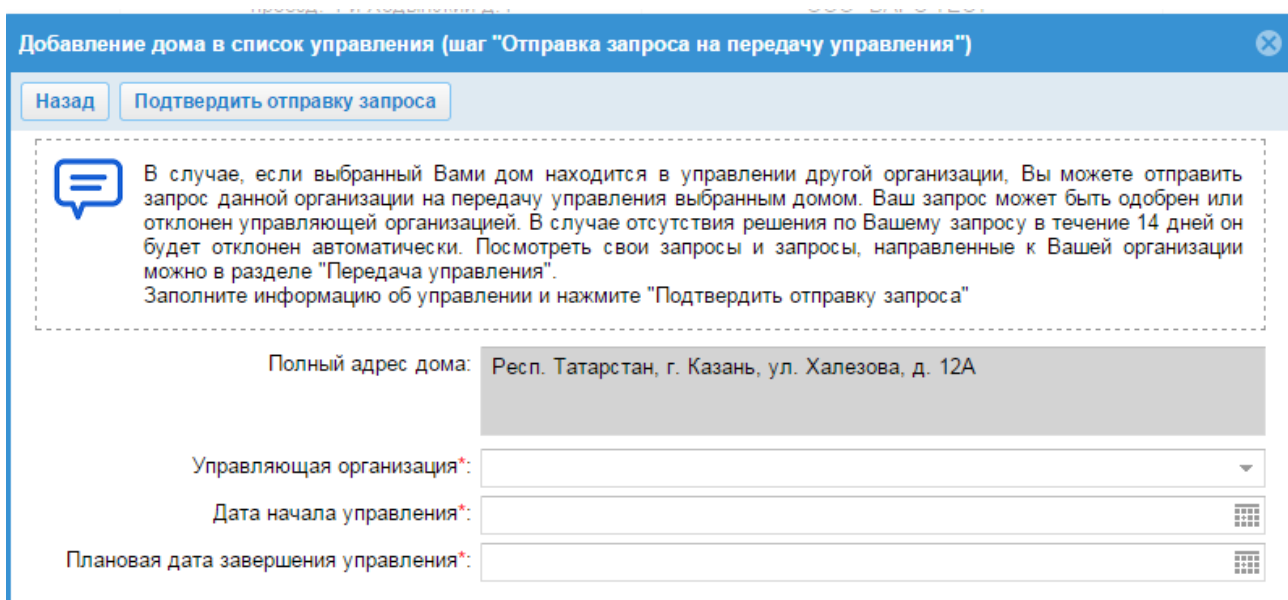 Добавление дома в список управления (шаг "Отправка запроса на передачу управления")
Назад Подтвердить отправку запроса
В случае, если выбранный Вами дом находится в управлении другой организации, Вы можете отправить
запрос данной организации на передачу управления выбранным домом. Ваш запрос может быть одобрен или
отклонен управляющей организацией. В случае отсутствия решения по Вашему запросу в течение 14 дней он
будет отклонен автоматически. Посмотреть свои запросы и запросы, направленные к Вашей организации
можно в разделе "Передача управления".
Заполните информацию об управлении и нажмите "Подтвердить отправку запроса"
Полный адрес дома: Респ. Татарстан, г. Казань, ул. Халезова, д. 12А
Управляющая организация*:
Дата начала управления*:
Плановая дата завершения управления*: